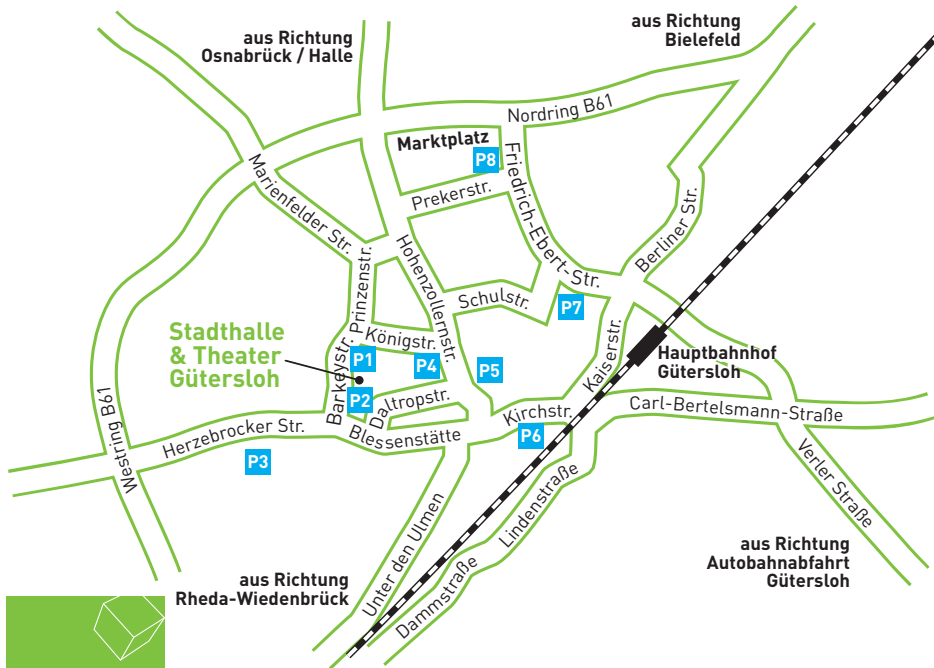 aus Richtung
Osnabrück / Halle
aus Richtung
Bielefeld
Nordring B61
Marktplatz
P8
Marienfelder Str.
Prekerstr.
Friedrich-Ebert-Str.
Berliner Str.
Hohenzollernstr.
Prinzenstr.
Schulstr.
P7
Stadthalle
& Theater
Gütersloh
Königstr.
P1
P4
P5
Kaiserstr.
Hauptbahnhof
Gütersloh
Barkeystr.
P2
Daltropstr.
Westring B61
Herzebrocker Str.
Blessenstätte
Kirchstr.
Carl-Bertelsmann-Straße
P3
P6
Verler Straße
Lindenstraße
Unter den Ulmen
Dammstraße
aus Richtung
Autobahnabfahrt
Gütersloh
aus Richtung
Rheda-Wiedenbrück